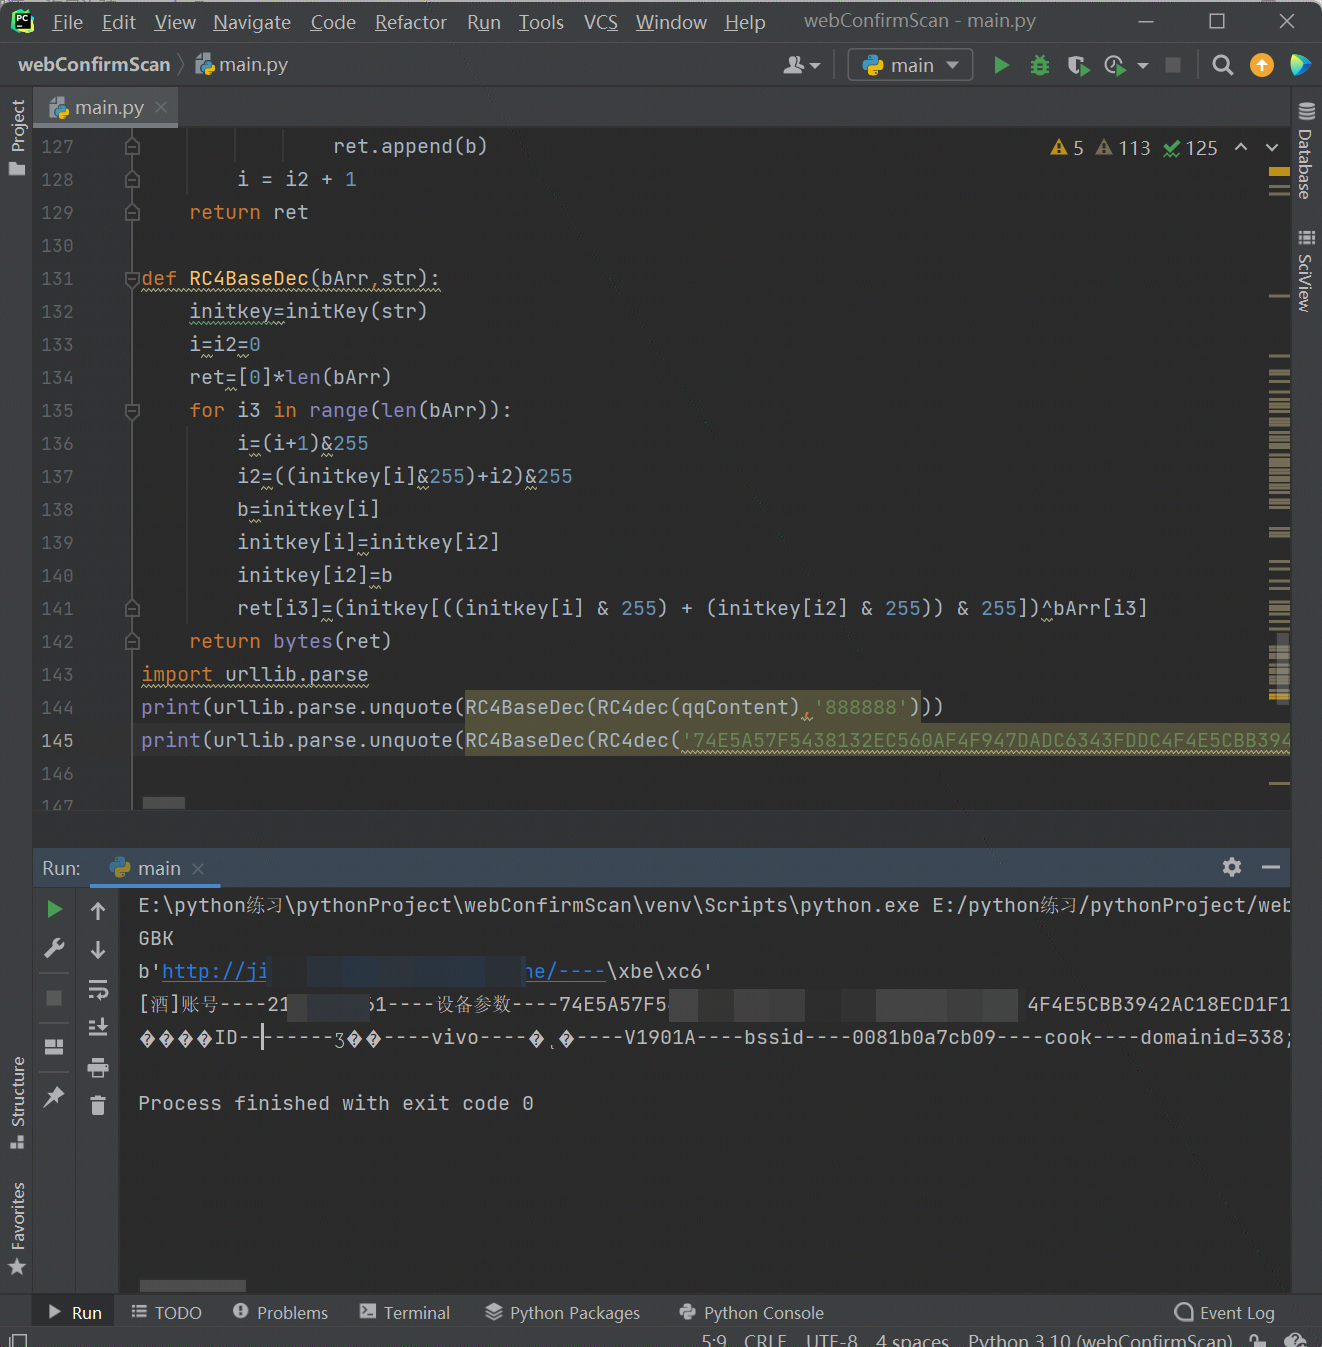 File Edit View Navigate Code Refactor Run Tools VCS Window Help webConfirmScan - main.py
webConfirmScan main.py main
main.py
Project
Database
SciView
5 113 125
127 ret.append(b)
128 i = i2 + 1
129 return ret
130
131 def RC4BaseDec(bArr,str):
132 initkey=initKey(str)
133 i=i2=0
134 ret=[0]*len(bArr)
135 for i3 in range(len(bArr)):
136 i=(i+1)&255
137 i2=((initkey[i]&255)+i2)&255
138 b=initkey[i]
139 initkey[i]=initkey[i2]
140 initkey[i2]=b
141 ret[i3]=(initkey[((initkey[i] & 255) + (initkey[i2] & 255)) & 255])^bArr[i3]
142 return bytes(ret)
143 import urllib.parse
144 print(urllib.parse.unquote(RC4BaseDec(RC4dec(qqContent),'888888')))
145 print(urllib.parse.unquote(RC4BaseDec(RC4dec('74E5A57F5438132EC560AF4F947DADC6343FDDC4F4E5CBB394
146
147
Run: main
E:\python练习\pythonProject\webConfirmScan\venv\Scripts\python.exe E:/python练习/pythonProject/web
GBK
b'http://ji ne/----\xbe\xc6'
[酒]账号----21 61----设备参数----74E5A57F5 4F4E5CBB3942AC18ECD1F1
����ID--------ʒ��----vivo----�˛�----V1901A----bssid----0081b0a7cb09----cook----domainid=338;
Process finished with exit code 0
Structure
Favorites
Run TODO Problems Terminal Python Packages Python Console Event Log
5:9 CRLF UTF-8 4 spaces Python 3.10 (webConfirmScan)